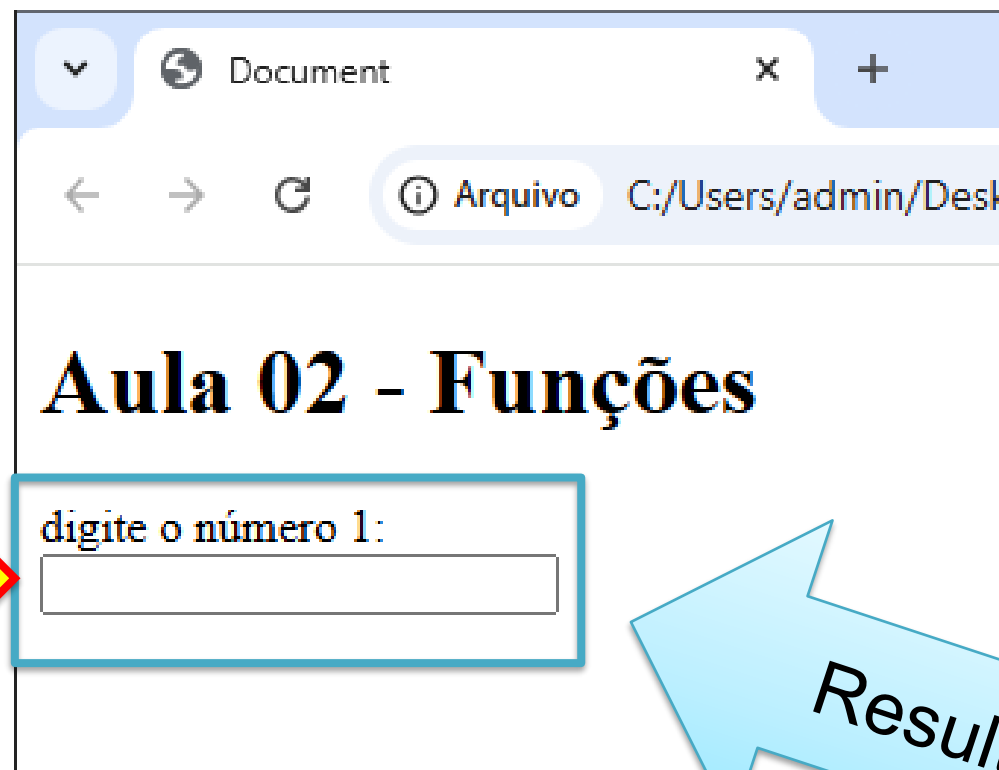 Document
Arquivo C:/Users/admin/Desk
Aula 02 - Funções
digite o número 1:
Resul